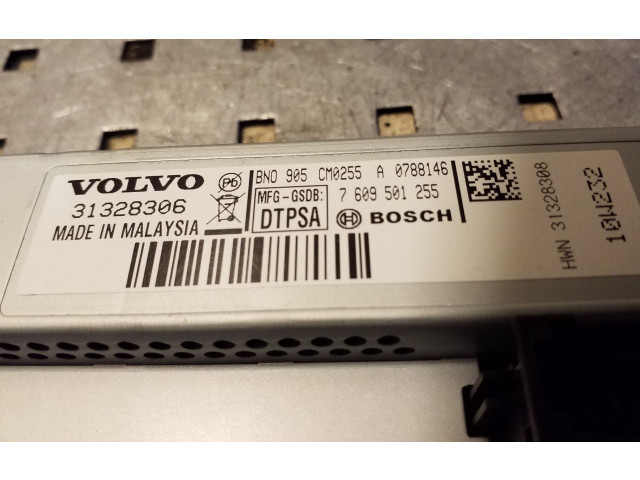 VOLVO
31328306
MADE IN MALAYSIA
Pb
BNO 905 CM0255 A 0788146
MFG-GSDB:
DTPSA
7 609 501 255
BOSCH
HWN 31328308
10W232